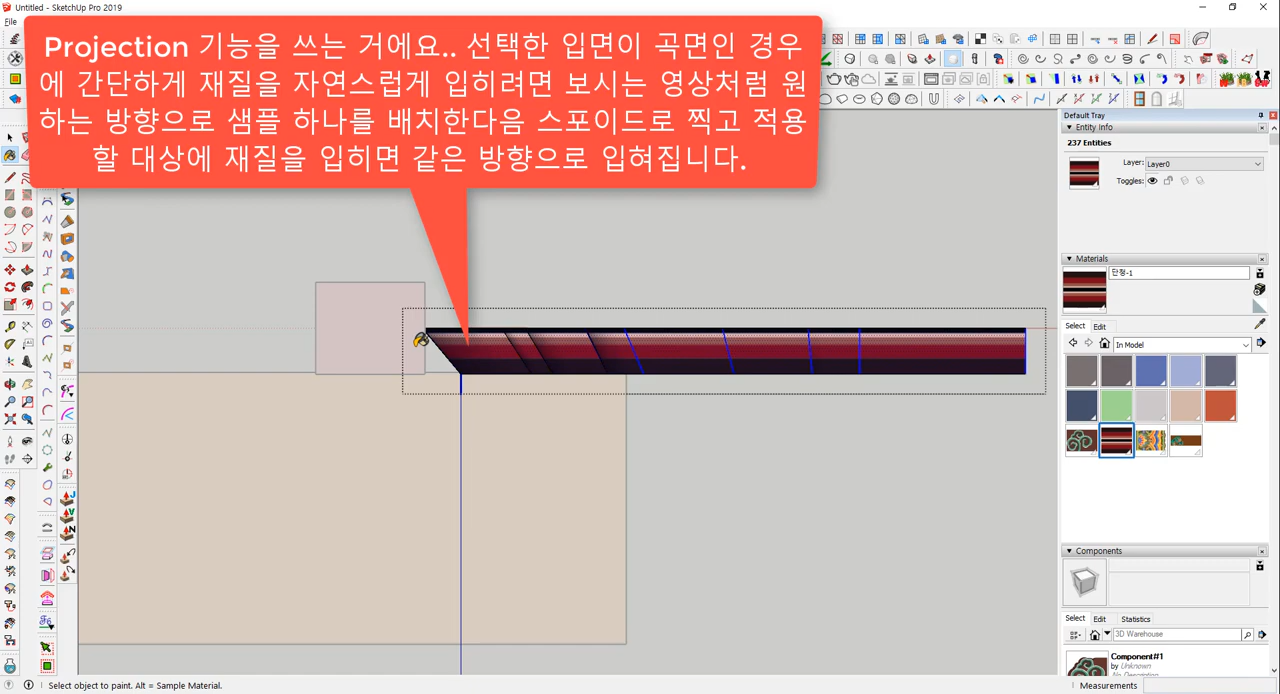 Untitled - SketchUp Pro 2019
File
Projection 기능을 쓰는 거에요.. 선택한 입면이 곡면인 경우
에 간단하게 재질을 자연스럽게 입히려면 보시는 영상처럼 원
하는 방향으로 샘플 하나를 배치한다음 스포이드로 찍고 적용
할 대상에 재질을 입히면 같은 방향으로 입혀집니다.
Default Tray
Entity Info
237 Entities
Layer: Layer0
Toggles:
Materials
단청-1
Select Edit
In Model
Components
Select Edit Statistics
3D Warehouse
Component#1
by Unknown
Select object to paint. Alt = Sample Material.
Measurements